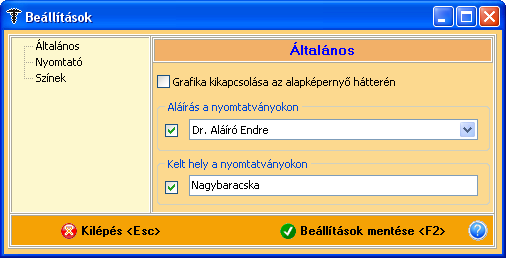 Beállítások
Általános
Nyomtató
Színek
Általános
Grafika kikapcsolása az alapképernyő hátterén
Aláírás a nyomtatványokon
Dr. Aláíró Endre
Kelt hely a nyomtatványokon
Nagybaracska
Kilépés <Esc>
Beállítások mentése <F2>
?